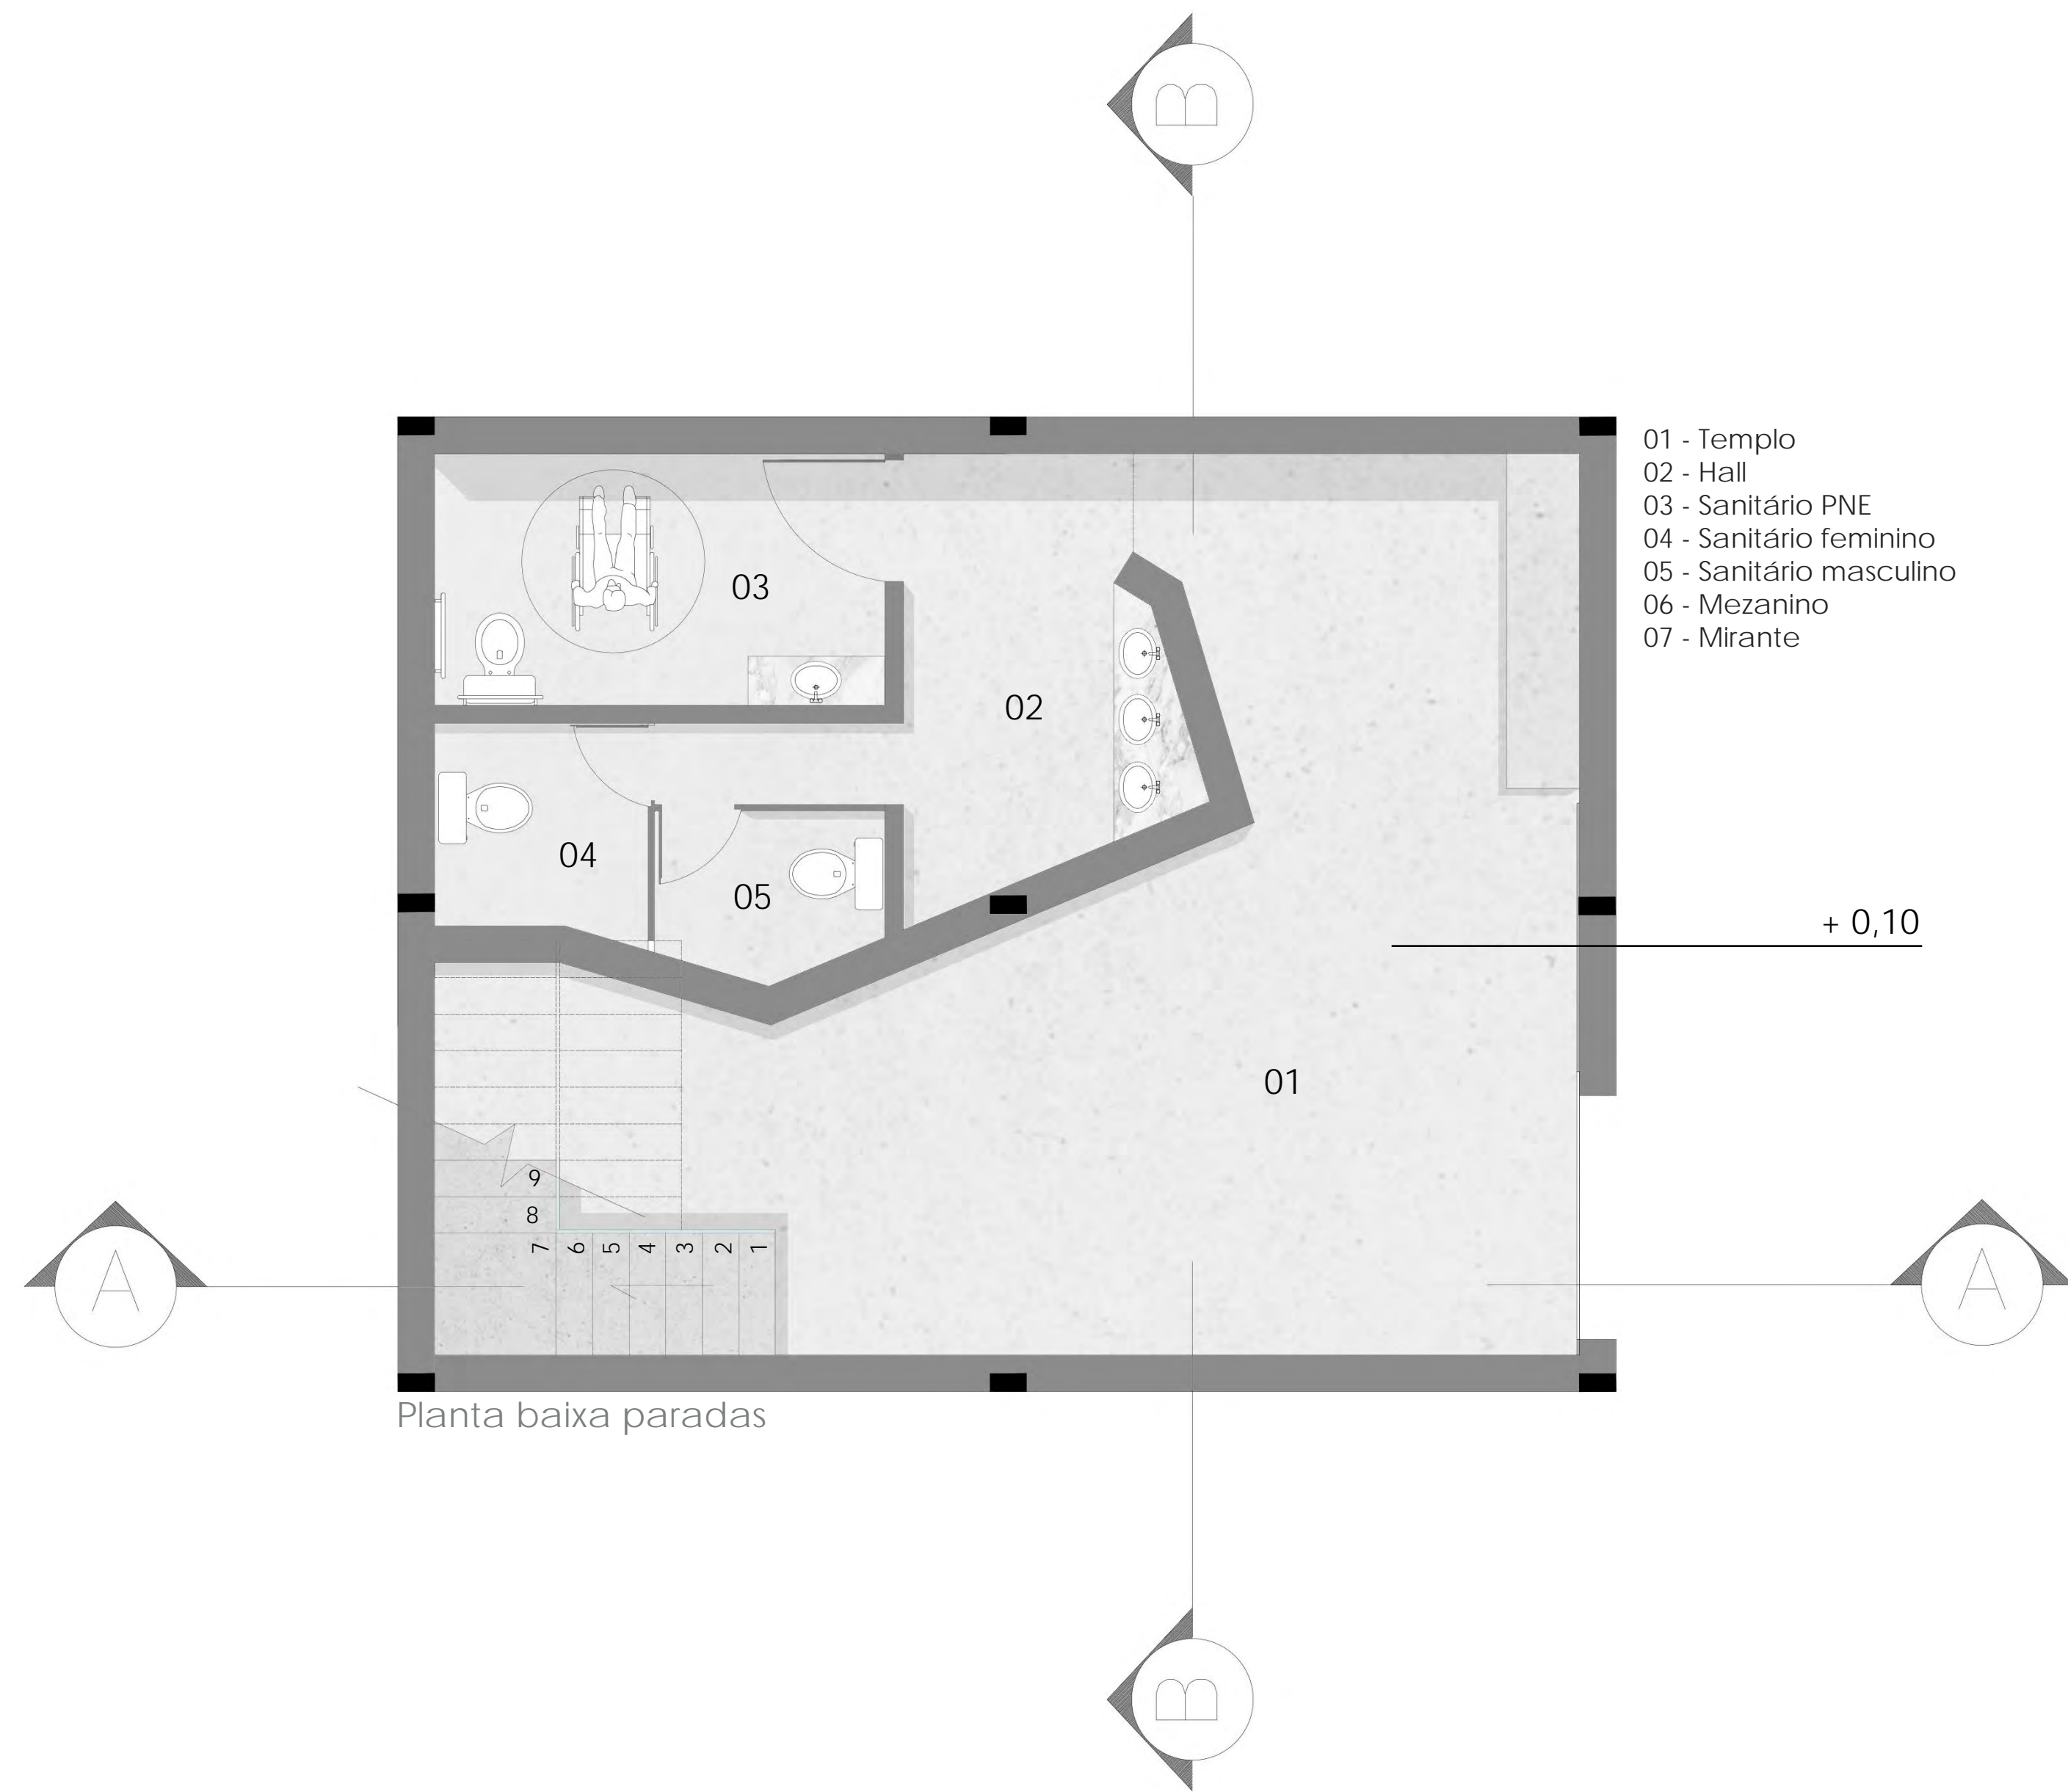 B
01 - Templo
02 - Hall
03 - Sanitário PNE
04 - Sanitário feminino
05 - Sanitário masculino
06 - Mezanino
07 - Mirante
03
02
04
05
+ 0,10
01
9
8
7 6 5 4 3 2 1
A
A
Planta baixa paradas
B